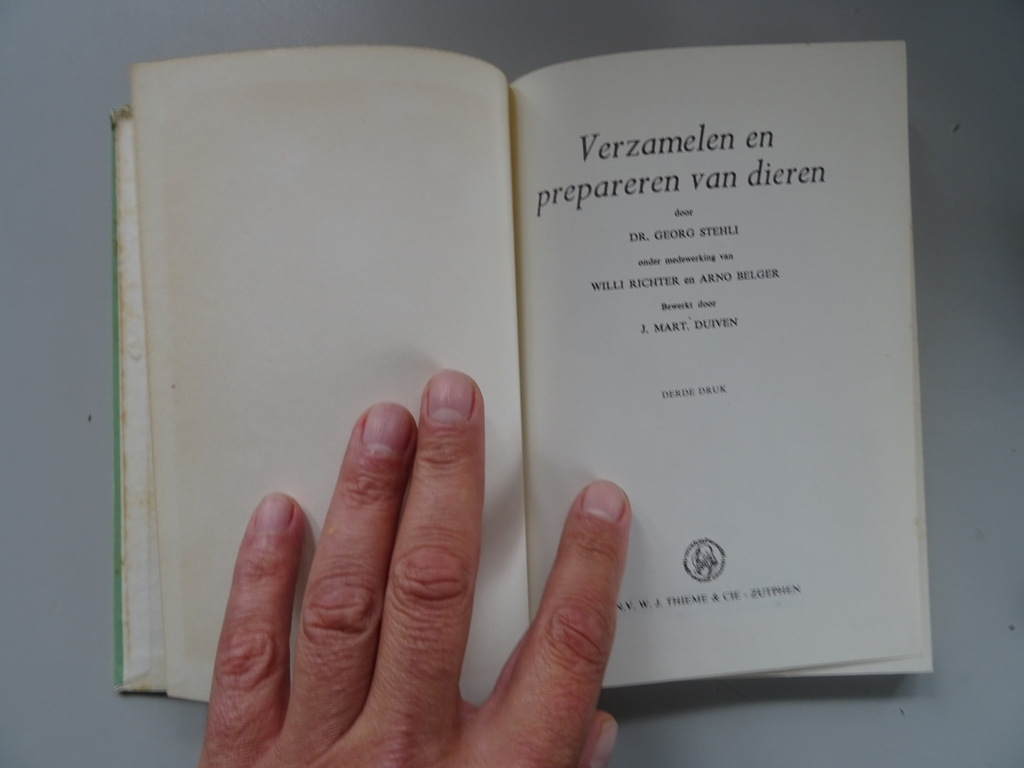 Verzamelen en
prepareren van dieren
door
DR. GEORG STEHLI
onder medewerking van
WILLI RICHTER en ARNO BELGER
Bewerkt door
J. MART. DUIVEN
DERDE DRUK
N.V. W. J. THIEME & CIE - ZUTPHEN